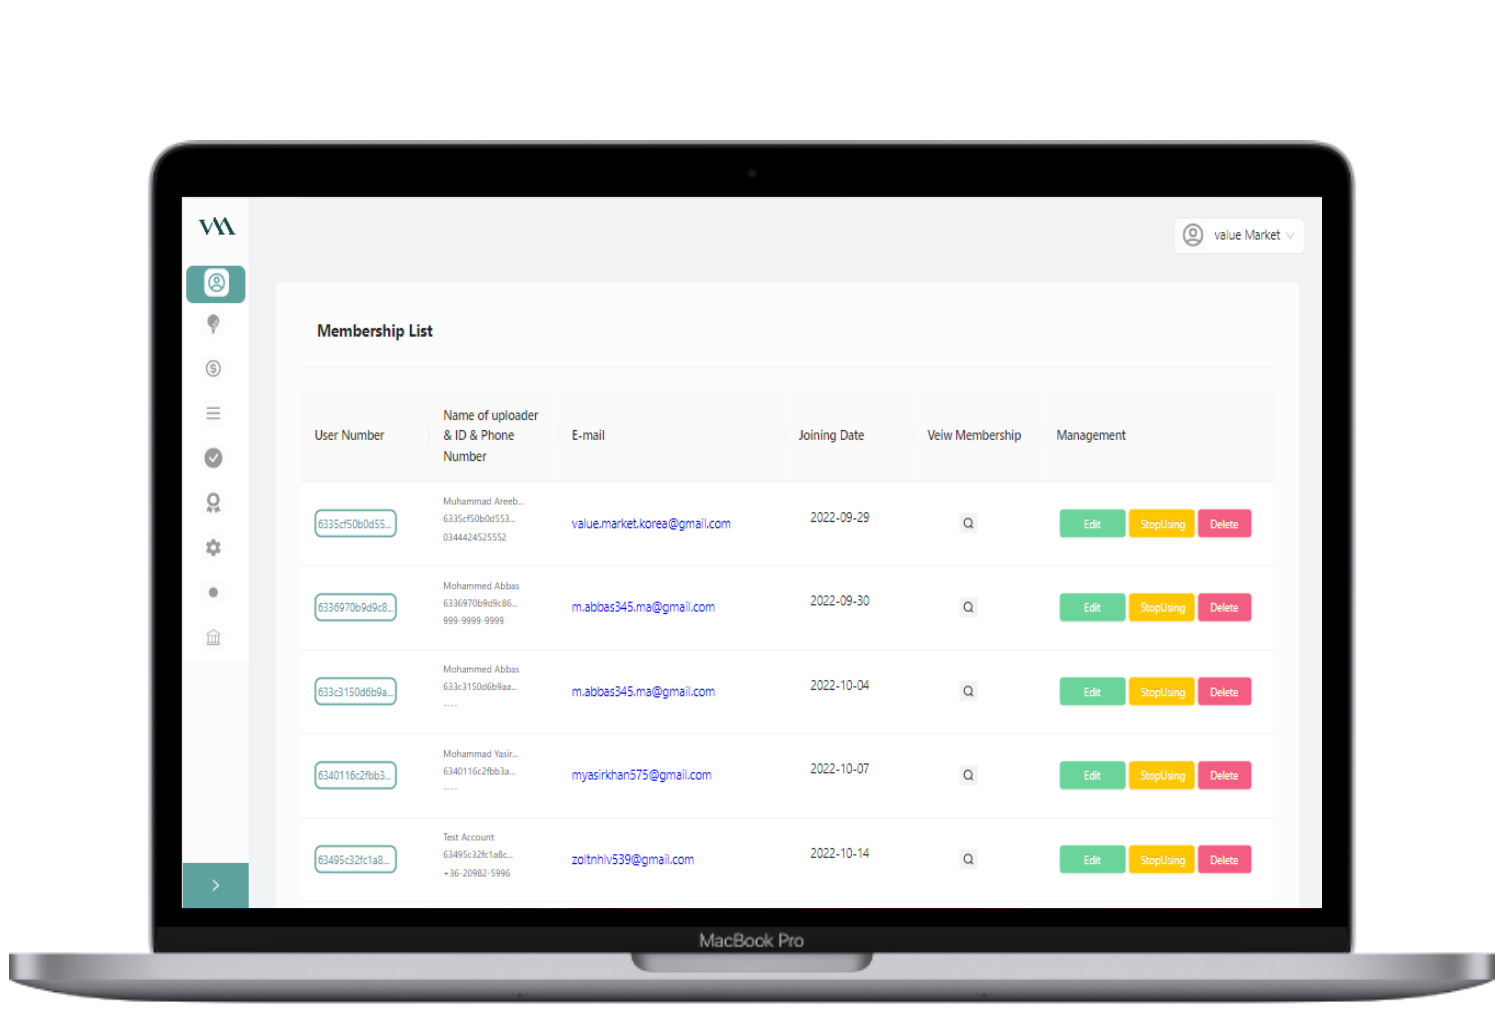 VM
value Market
Membership List
User Number
Name of uploader
& ID & Phone
Number
E-mail
Joining Date
Veiw Membership
Management
6335cf50b0d55...
Muhammad Areeb...
6335cf50b0d553...
0344424525552
value.market.korea@gmail.com
2022-09-29
Edit
StopUsing
Delete
6336970b9d9c8...
Mohammed Abbas
6336970b9d9c86...
999-9999-9999
m.abbas345.ma@gmail.com
2022-09-30
Edit
StopUsing
Delete
633c3150d6b9a...
Mohammed Abbas
633c3150d6b9aa...
----
m.abbas345.ma@gmail.com
2022-10-04
Edit
StopUsing
Delete
6340116c2fbb3...
Mohammad Yasir...
6340116c2fbb3a...
----
myasirkhan575@gmail.com
2022-10-07
Edit
StopUsing
Delete
63495c32fc1a8...
Test Account
63495c32fc1a8c...
+36-20982-5996
zoltnhlv539@gmail.com
2022-10-14
Edit
StopUsing
Delete
MacBook Pro